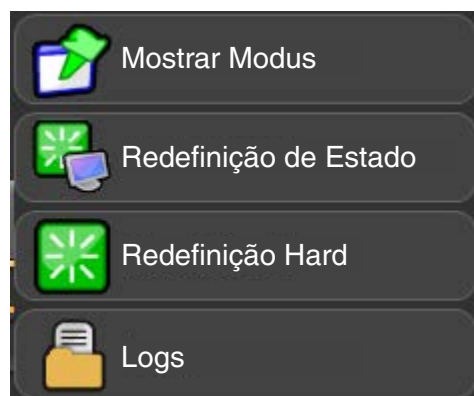 Mostrar Modus
Redefinição de Estado
Redefinição Hard
Logs